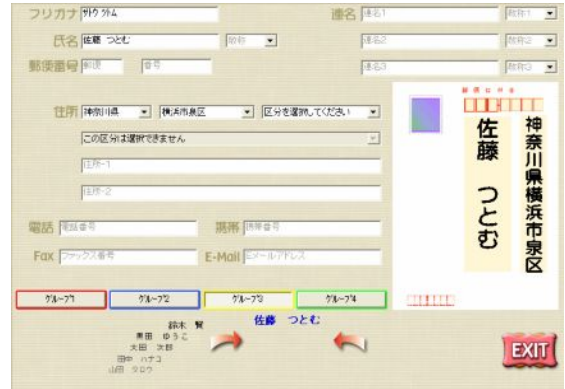 フリガナ サトウ ツトム
連名 連名1 敬称1
氏名 佐藤 つとむ 敬称
連名2 敬称2
郵便番号 郵便 番号
連名3 敬称3
住所 神奈川県 横浜市泉区 区分を選択してください
この区分は選択できません
住所-1
住所-2
電話 電話番号
携帯 携帯番号
Fax ファックス番号
E-Mail Eメールアドレス
郵便はがき
神奈川県横浜市泉区
佐藤 つとむ
グループ1 グループ2 グループ3 グループ4
鈴木 賢
佐藤 つとむ
黒田 ゆうこ
大田 次郎
田中 ハナコ
山田 タロウ
EXIT